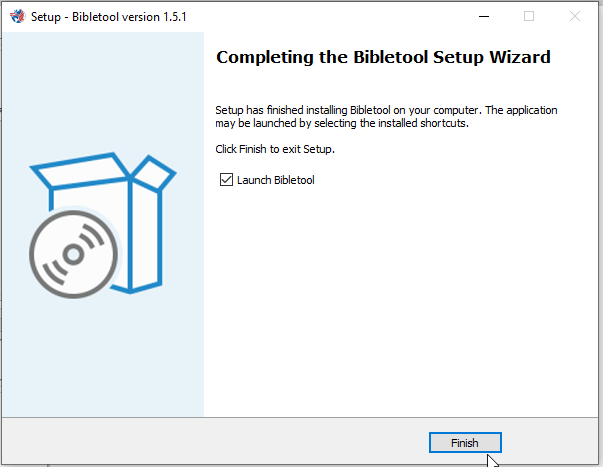 Setup - Bibletool version 1.5.1
Completing the Bibletool Setup Wizard
Setup has finished installing Bibletool on your computer. The application
may be launched by selecting the installed shortcuts.
Click Finish to exit Setup.
Launch Bibletool
Finish